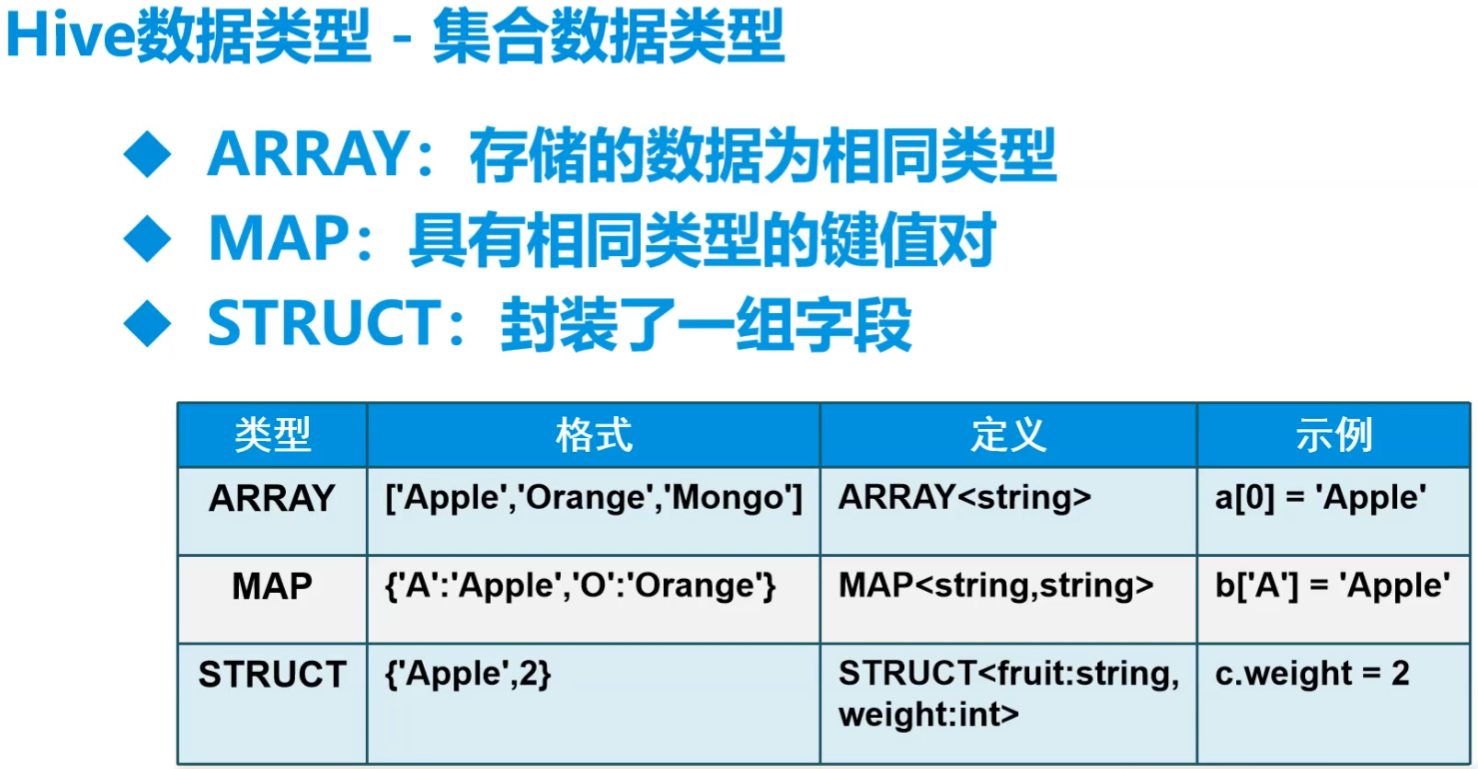 Hive数据类型 - 集合数据类型
◆ ARRAY：存储的数据为相同类型
◆ MAP：具有相同类型的键值对
◆ STRUCT：封装了一组字段
类型 格式 定义 示例
ARRAY ['Apple','Orange','Mongo'] ARRAY<string> a[0] = 'Apple'
MAP {'A':'Apple','O':'Orange'} MAP<string,string> b['A'] = 'Apple'
STRUCT {'Apple',2} STRUCT<fruit:string, c.weight = 2
weight:int>